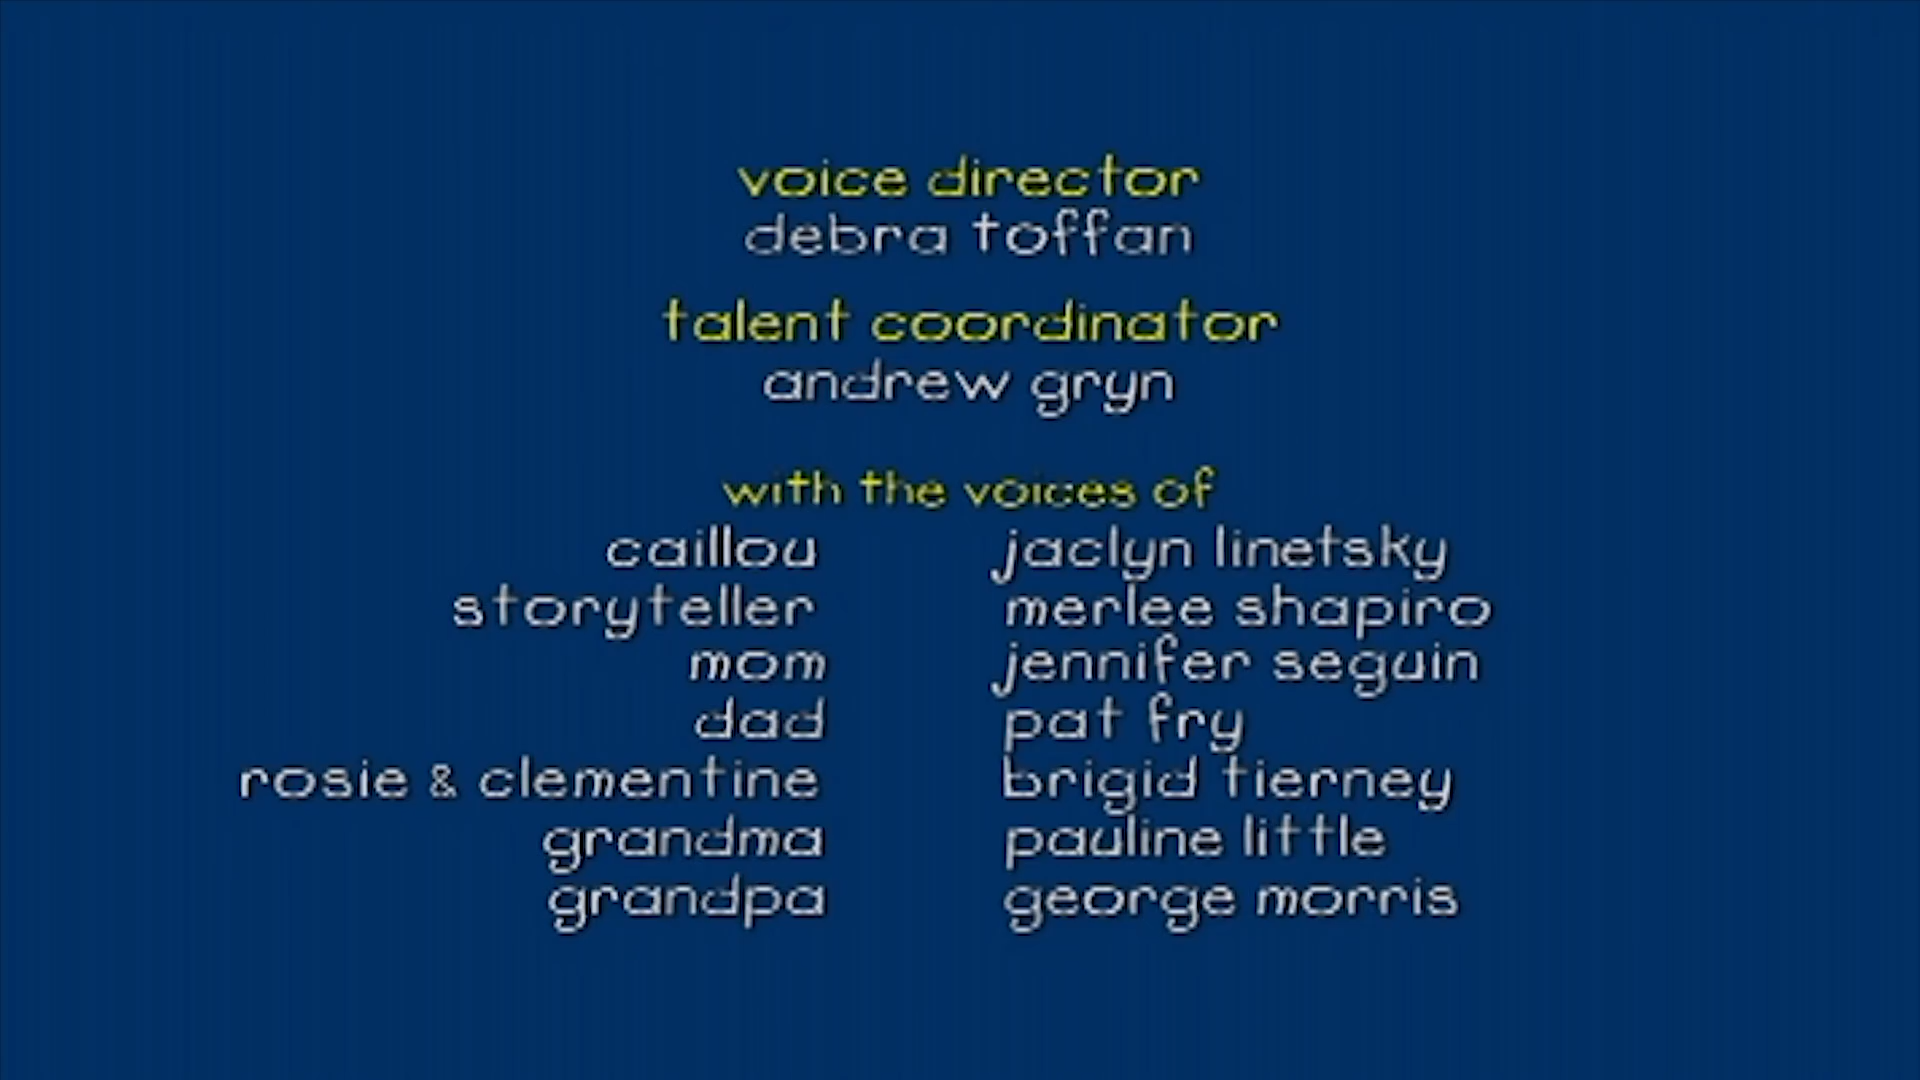 voice director
debra toffan
talent coordinator
andrew gryn
with the voices of
caillou jaclyn linetsky
storyteller merlee shapiro
mom jennifer seguin
dad pat fry
rosie & clementine brigid tierney
grandma pauline little
grandpa george morris